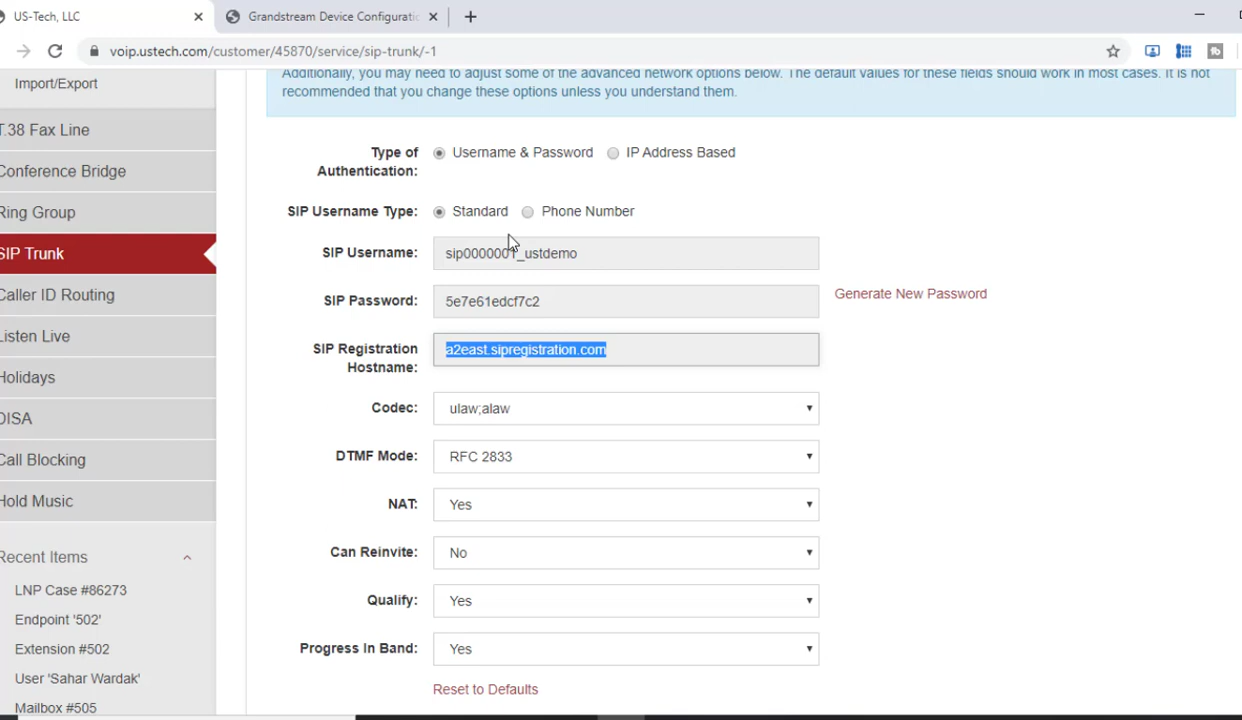 US-Tech, LLC
Grandstream Device Configurati
voip.ustech.com/customer/45870/service/sip-trunk/-1
Import/Export
T.38 Fax Line
Conference Bridge
Ring Group
SIP Trunk
Caller ID Routing
Listen Live
Holidays
DISA
Call Blocking
Hold Music
Recent Items
LNP Case #86273
Endpoint '502'
Extension #502
User 'Sahar Wardak'
Mailbox #505
Additionally, you may need to adjust some of the advanced network options below. The default values for these fields should work in most cases. It is not
recommended that you change these options unless you understand them.
Type of
Authentication:
Username & Password
IP Address Based
SIP Username Type:
Standard
Phone Number
SIP Username:
sip0000001_ustdemo
SIP Password:
5e7e61edcf7c2
Generate New Password
SIP Registration
Hostname:
a2east.sipregistration.com
Codec:
ulaw;alaw
DTMF Mode:
RFC 2833
NAT:
Yes
Can Reinvite:
No
Qualify:
Yes
Progress In Band:
Yes
Reset to Defaults